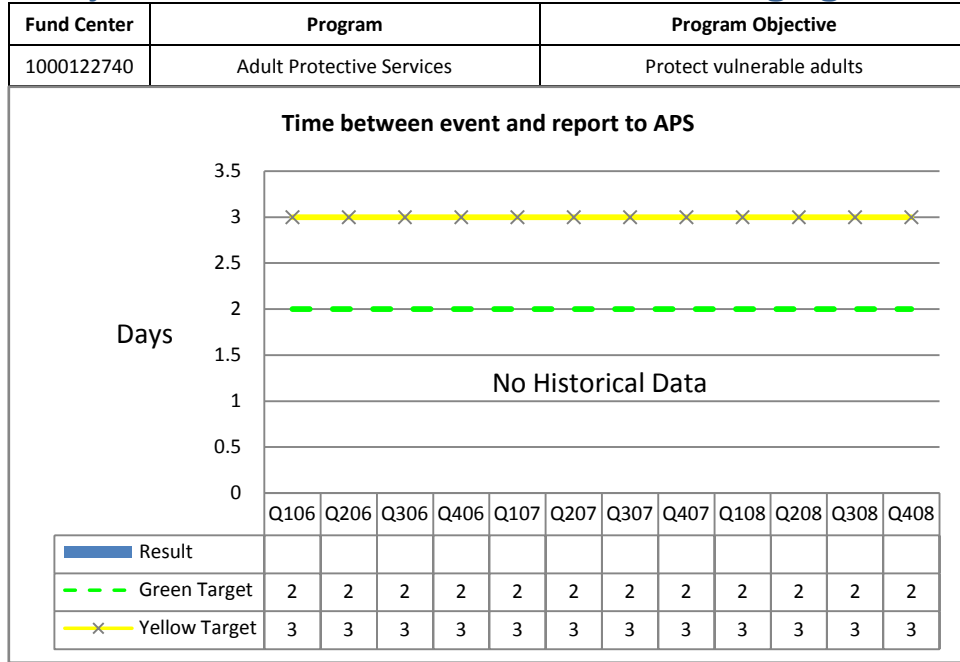 Fund Center Program Program Objective
1000122740 Adult Protective Services Protect vulnerable adults
Time between event and report to APS
3.5
3
2.5
2
Days
1.5
No Historical Data
1
0.5
0
Q106 Q206 Q306 Q406 Q107 Q207 Q307 Q407 Q108 Q208 Q308 Q408
Result
Green Target 2 2 2 2 2 2 2 2 2 2 2 2
Yellow Target 3 3 3 3 3 3 3 3 3 3 3 3